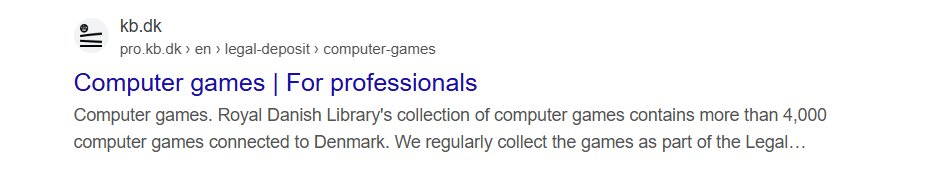 kb.dk
pro.kb.dk › en › legal-deposit › computer-games
Computer games | For professionals
Computer games. Royal Danish Library's collection of computer games contains more than 4,000
computer games connected to Denmark. We regularly collect the games as part of the Legal…